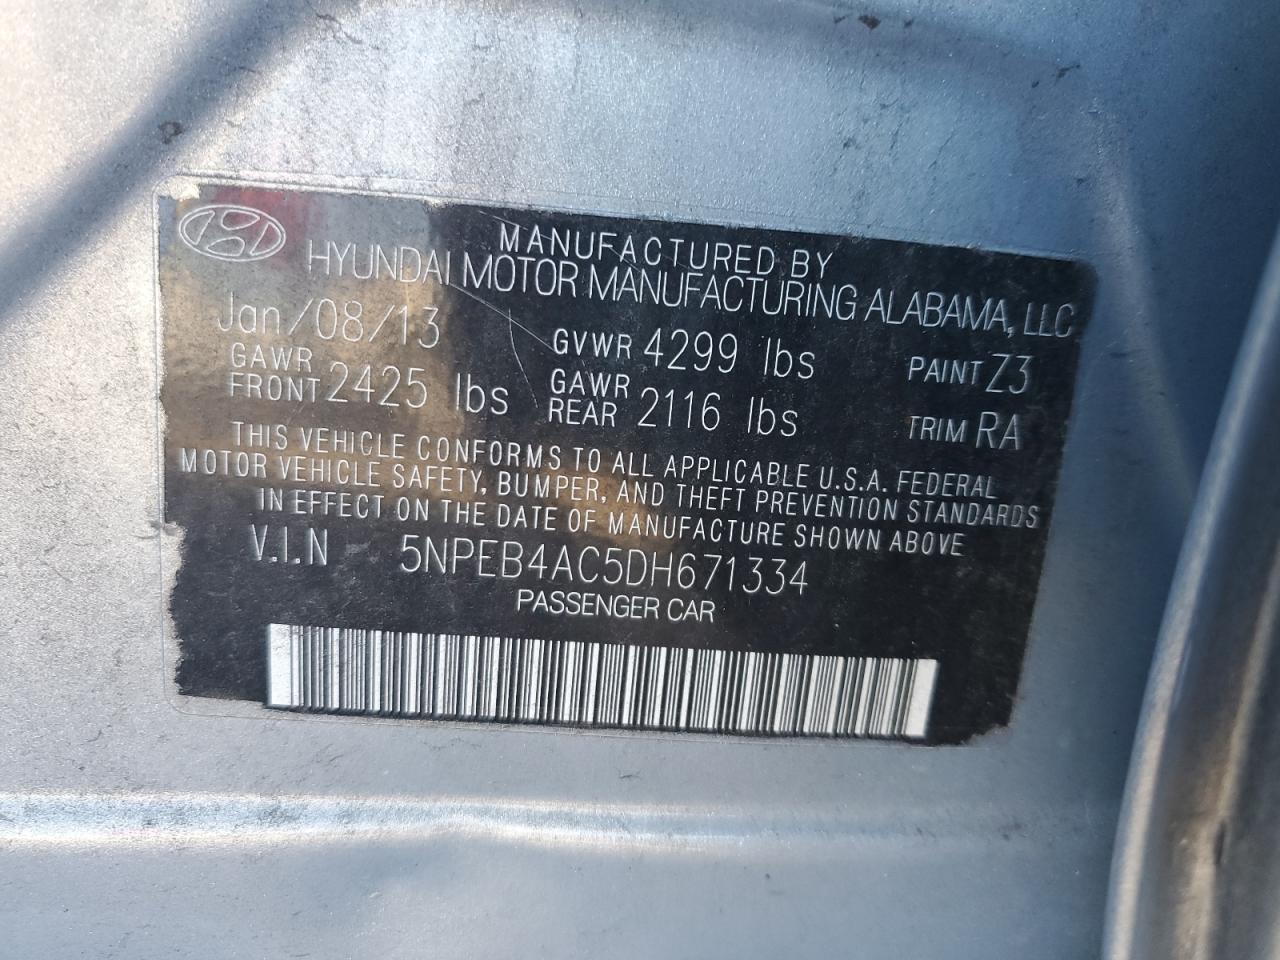 MANUFACTURED BY
HYUNDAI MOTOR MANUFACTURING ALABAMA, LLC
Jan/08/13 GVWR 4299 lbs PAINT Z3
GAWR FRONT 2425 lbs GAWR REAR 2116 lbs TRIM RA
THIS VEHICLE CONFORMS TO ALL APPLICABLE U.S.A. FEDERAL
MOTOR VEHICLE SAFETY, BUMPER, AND THEFT PREVENTION STANDARDS
IN EFFECT ON THE DATE OF MANUFACTURE SHOWN ABOVE
V.I.N 5NPEB4AC5DH671334
PASSENGER CAR